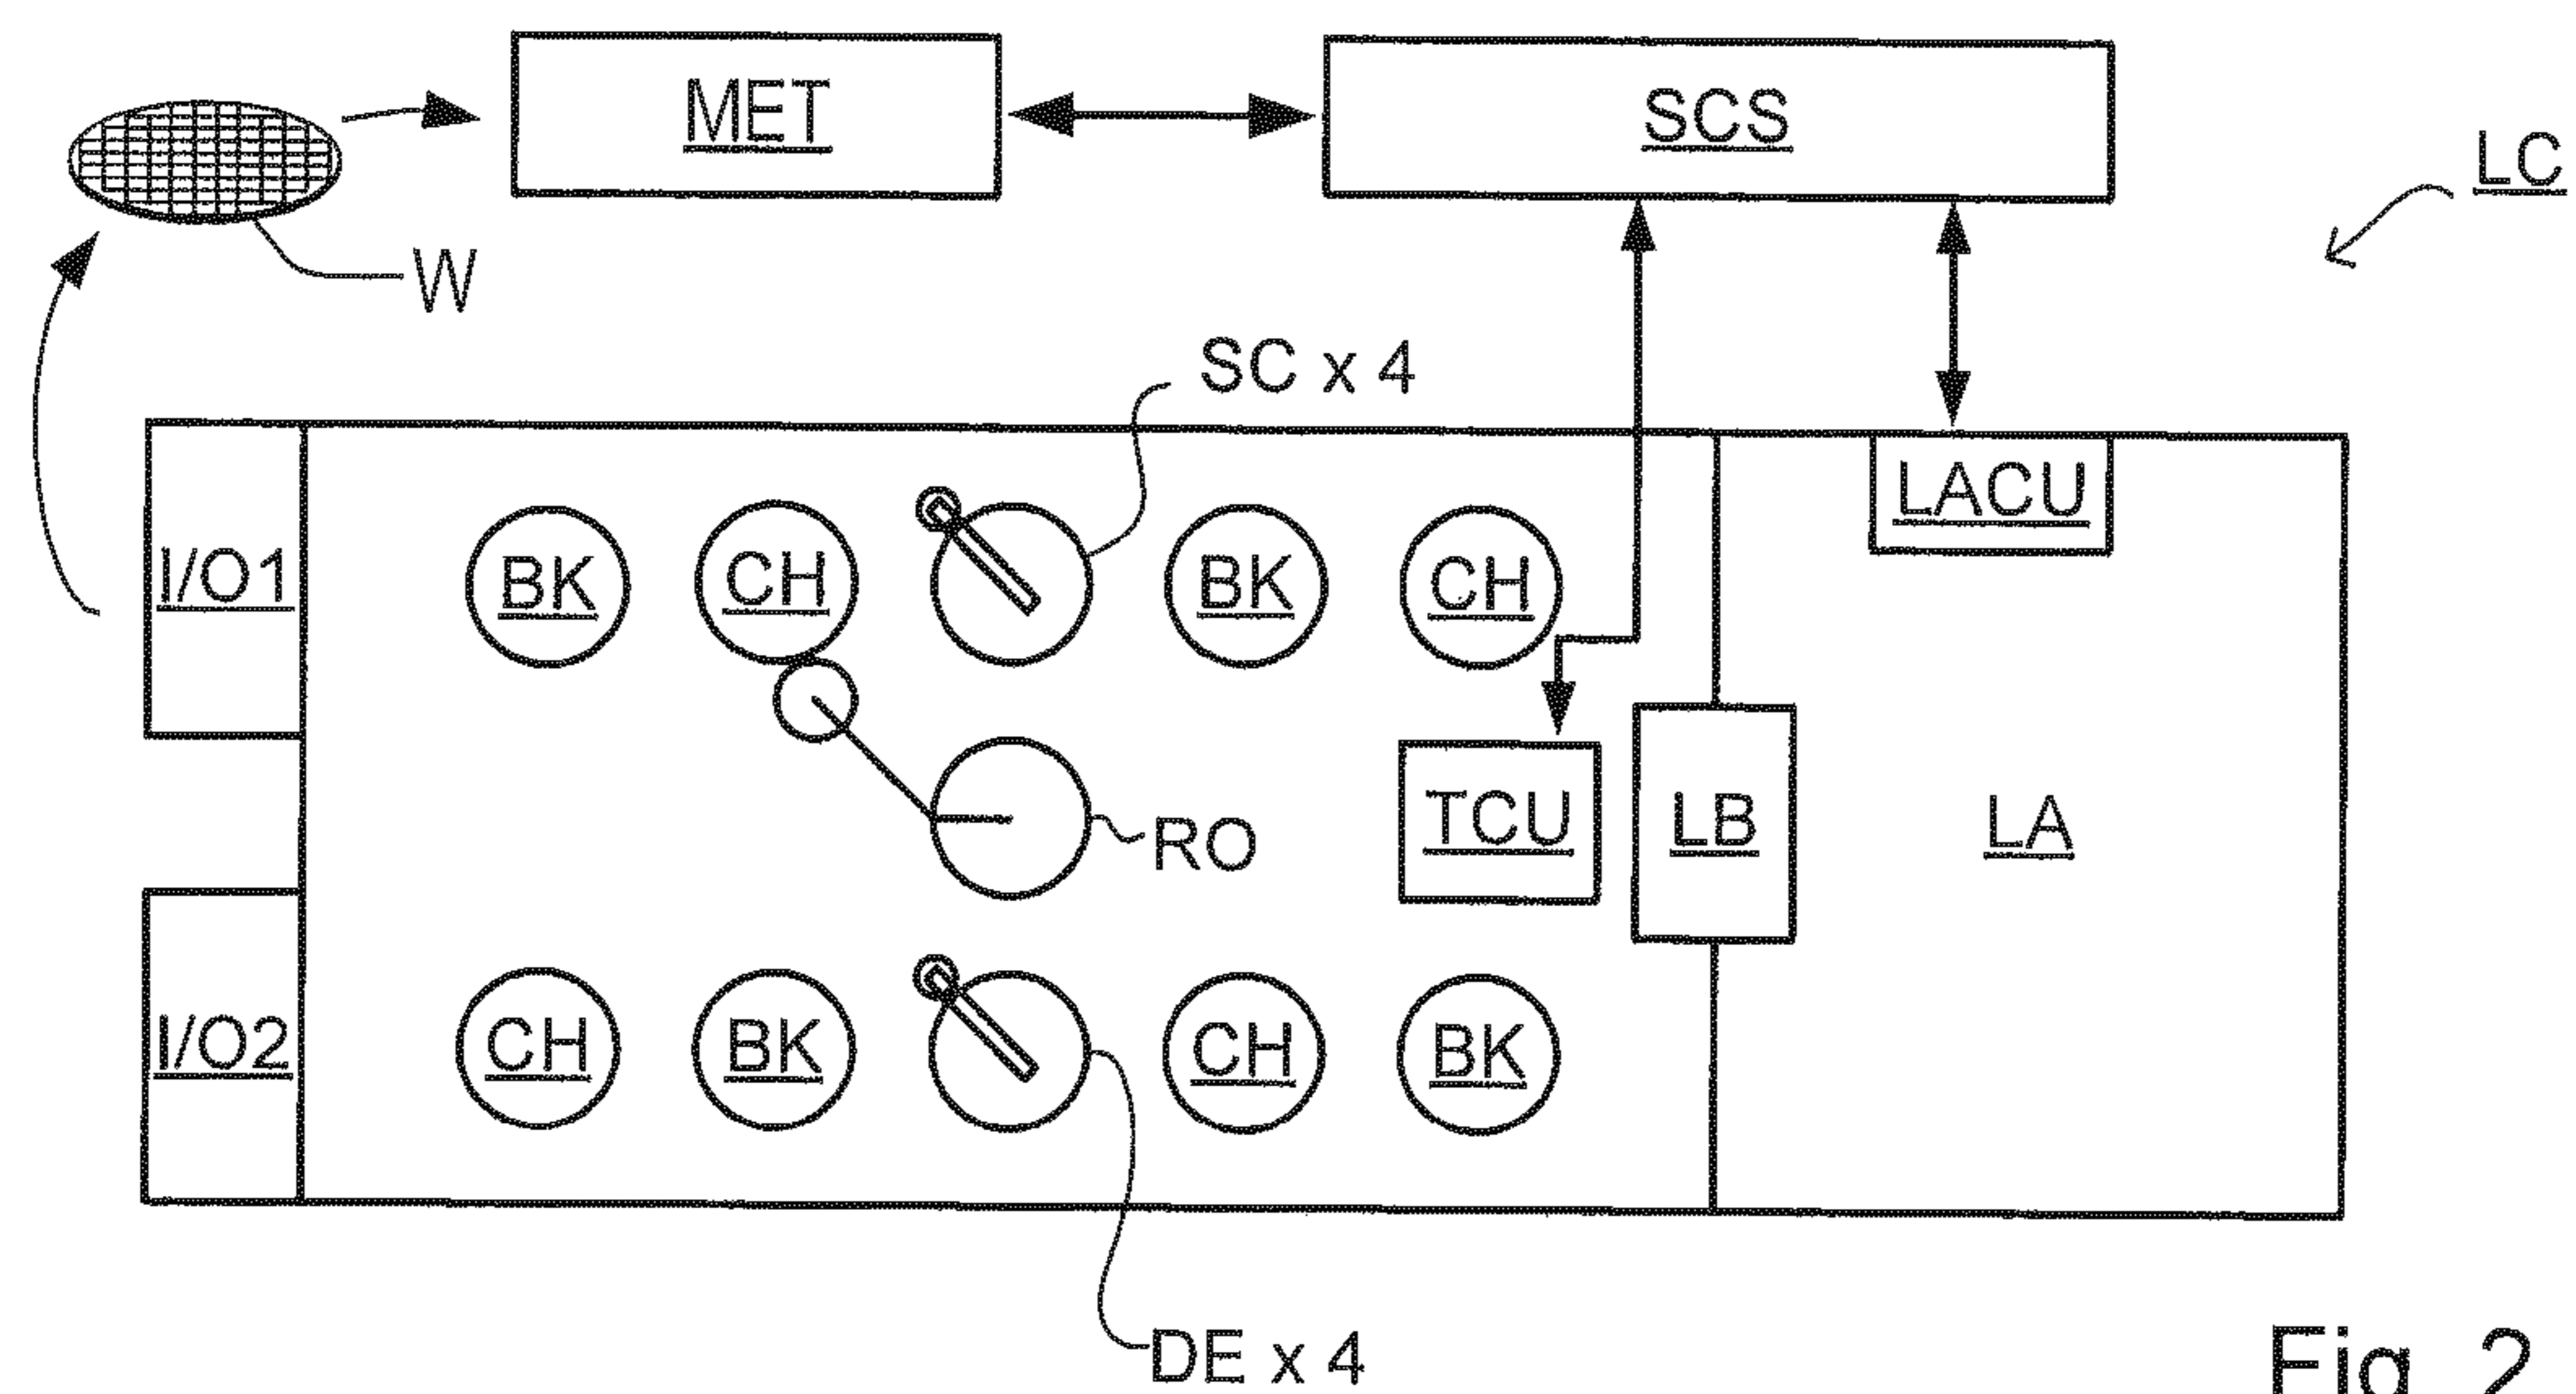 MET
SCS
LC
W
SC x 4
LACU
I/O1
BK
CH
BK
CH
RO
TCU
LB
LA
I/O2
CH
BK
CH
BK
DE x 4
Fig. 2